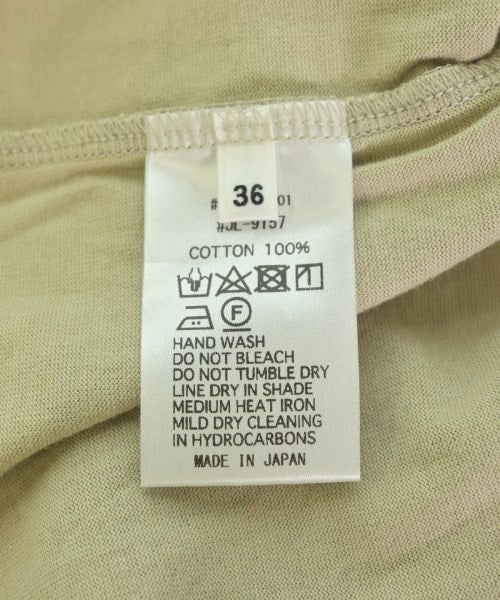 36
# 01
#JL-9157
COTTON 100%
F
HAND WASH
DO NOT BLEACH
DO NOT TUMBLE DRY
LINE DRY IN SHADE
MEDIUM HEAT IRON
MILD DRY CLEANING
IN HYDROCARBONS
MADE IN JAPAN